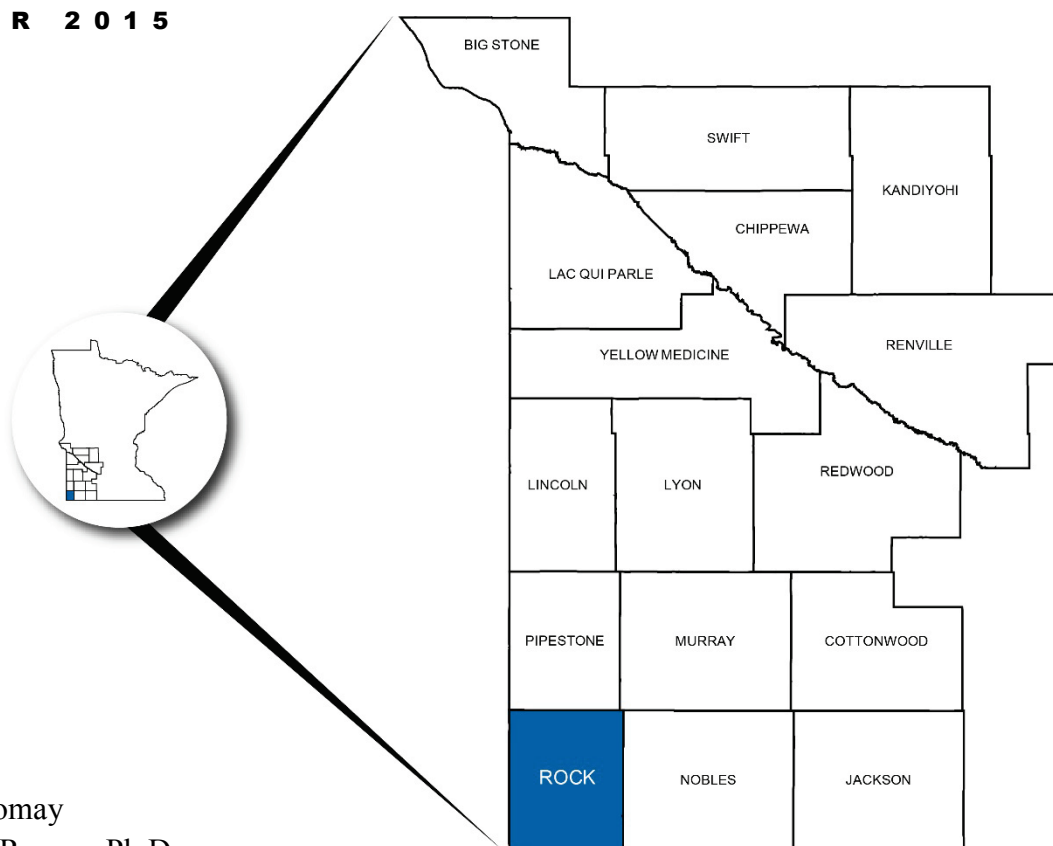 R 2015
BIG STONE
SWIFT
KANDIYOHI
CHIPPEWA
LAC QUI PARLE
RENVILLE
YELLOW MEDICINE
REDWOOD
LINCOLN
LYON
PIPESTONE
MURRAY
COTTONWOOD
ROCK
NOBLES
JACKSON
omay
Ph.D.